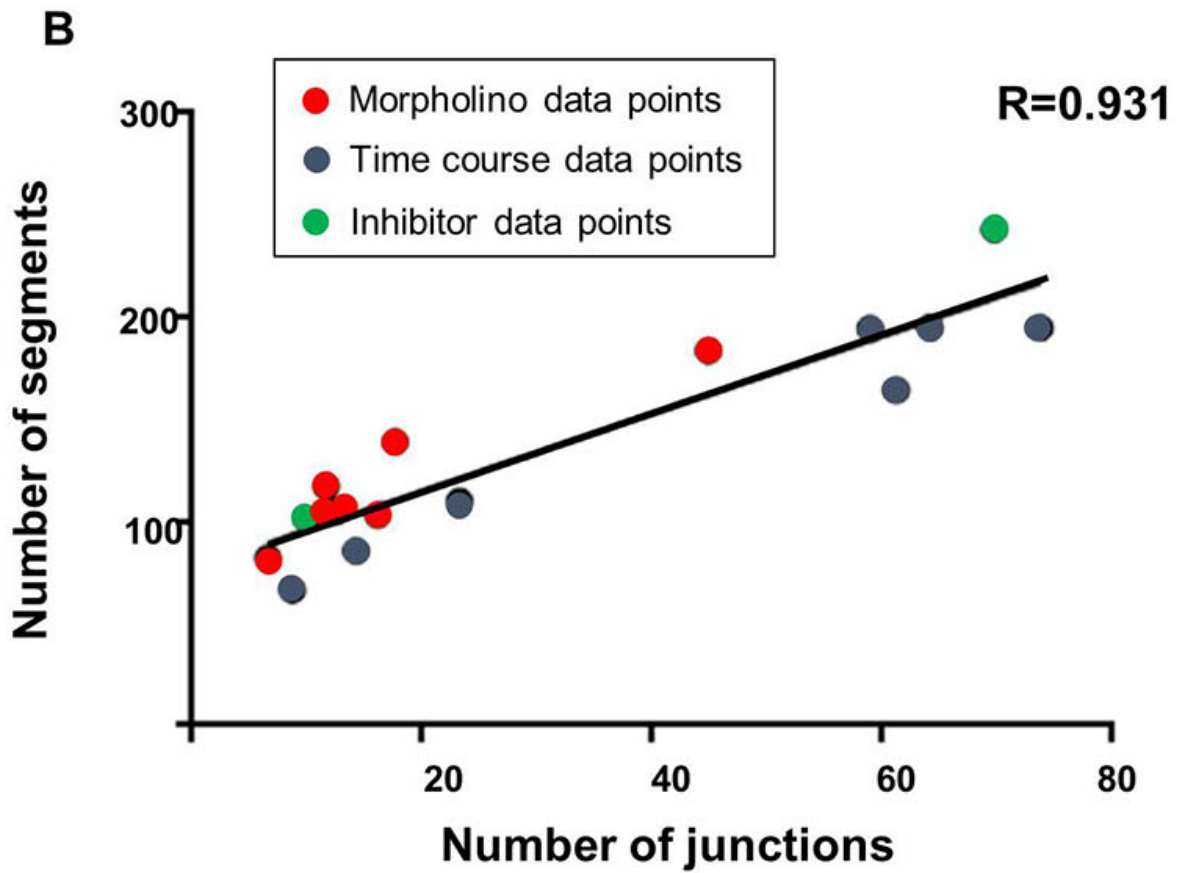 B
Morpholino data points
Time course data points
Inhibitor data points
R=0.931
300
200
100
Number of segments
20 40 60 80
Number of junctions